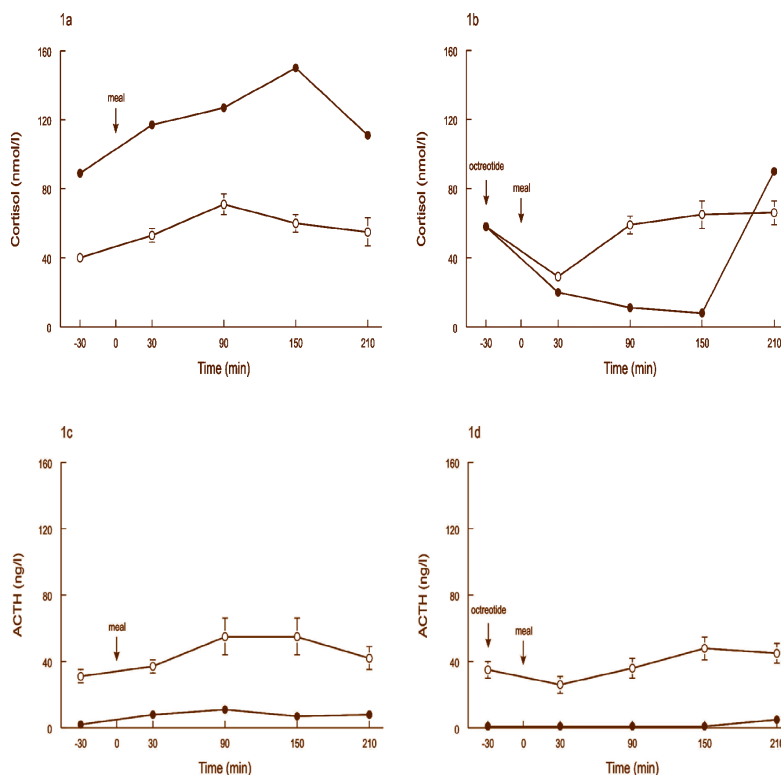 1a
160
120
80
40
0
meal
Cortisol (nmol/l)
-30 0 30 90 150 210
Time (min)
1b
160
120
80
40
0
octreotide
meal
Cortisol (nmol/l)
-30 0 30 90 150 210
Time (min)
1c
160
120
80
40
0
meal
ACTH (ng/l)
-30 0 30 90 150 210
Time (min)
1d
160
120
80
40
0
octreotide
meal
ACTH (ng/l)
-30 0 30 90 150 210
Time (min)